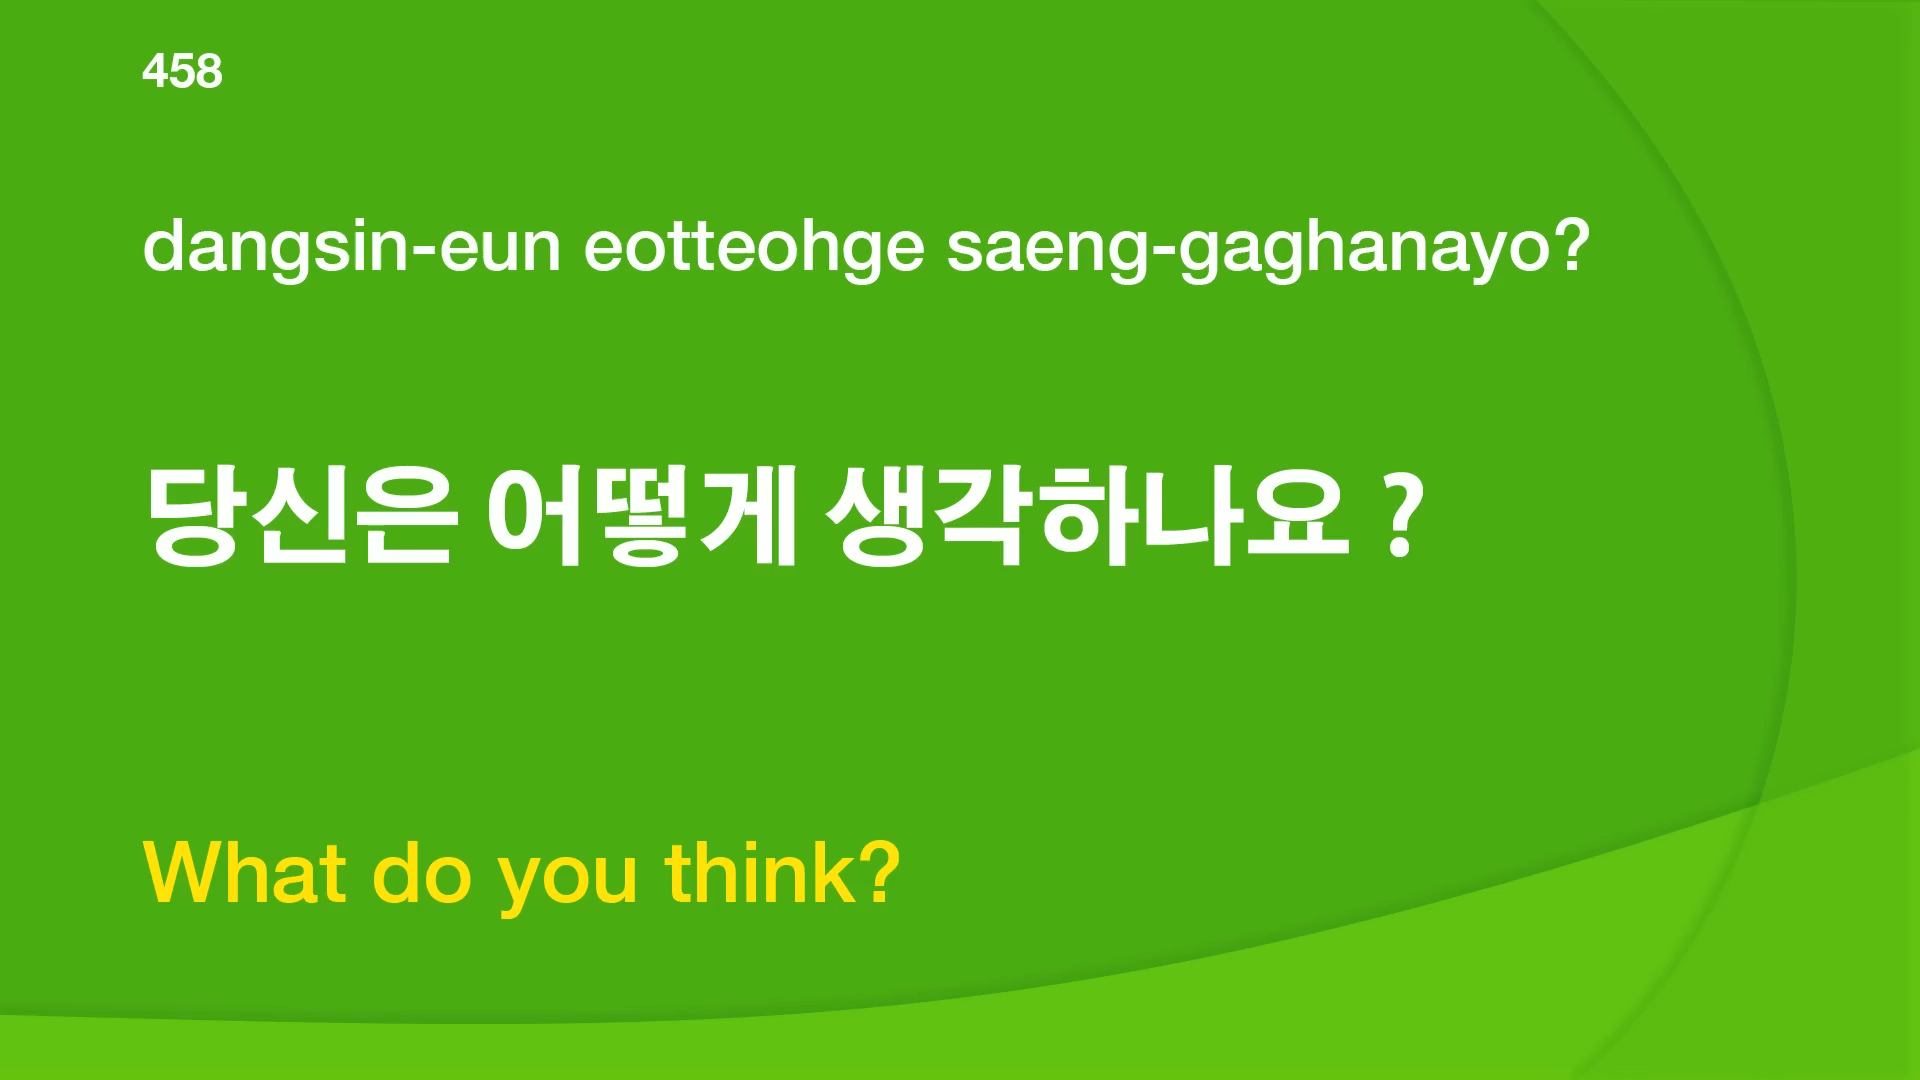 458
dangsin-eun eotteohge saeng-gaghanayo?
당신은 어떻게 생각하나요 ?
What do you think?